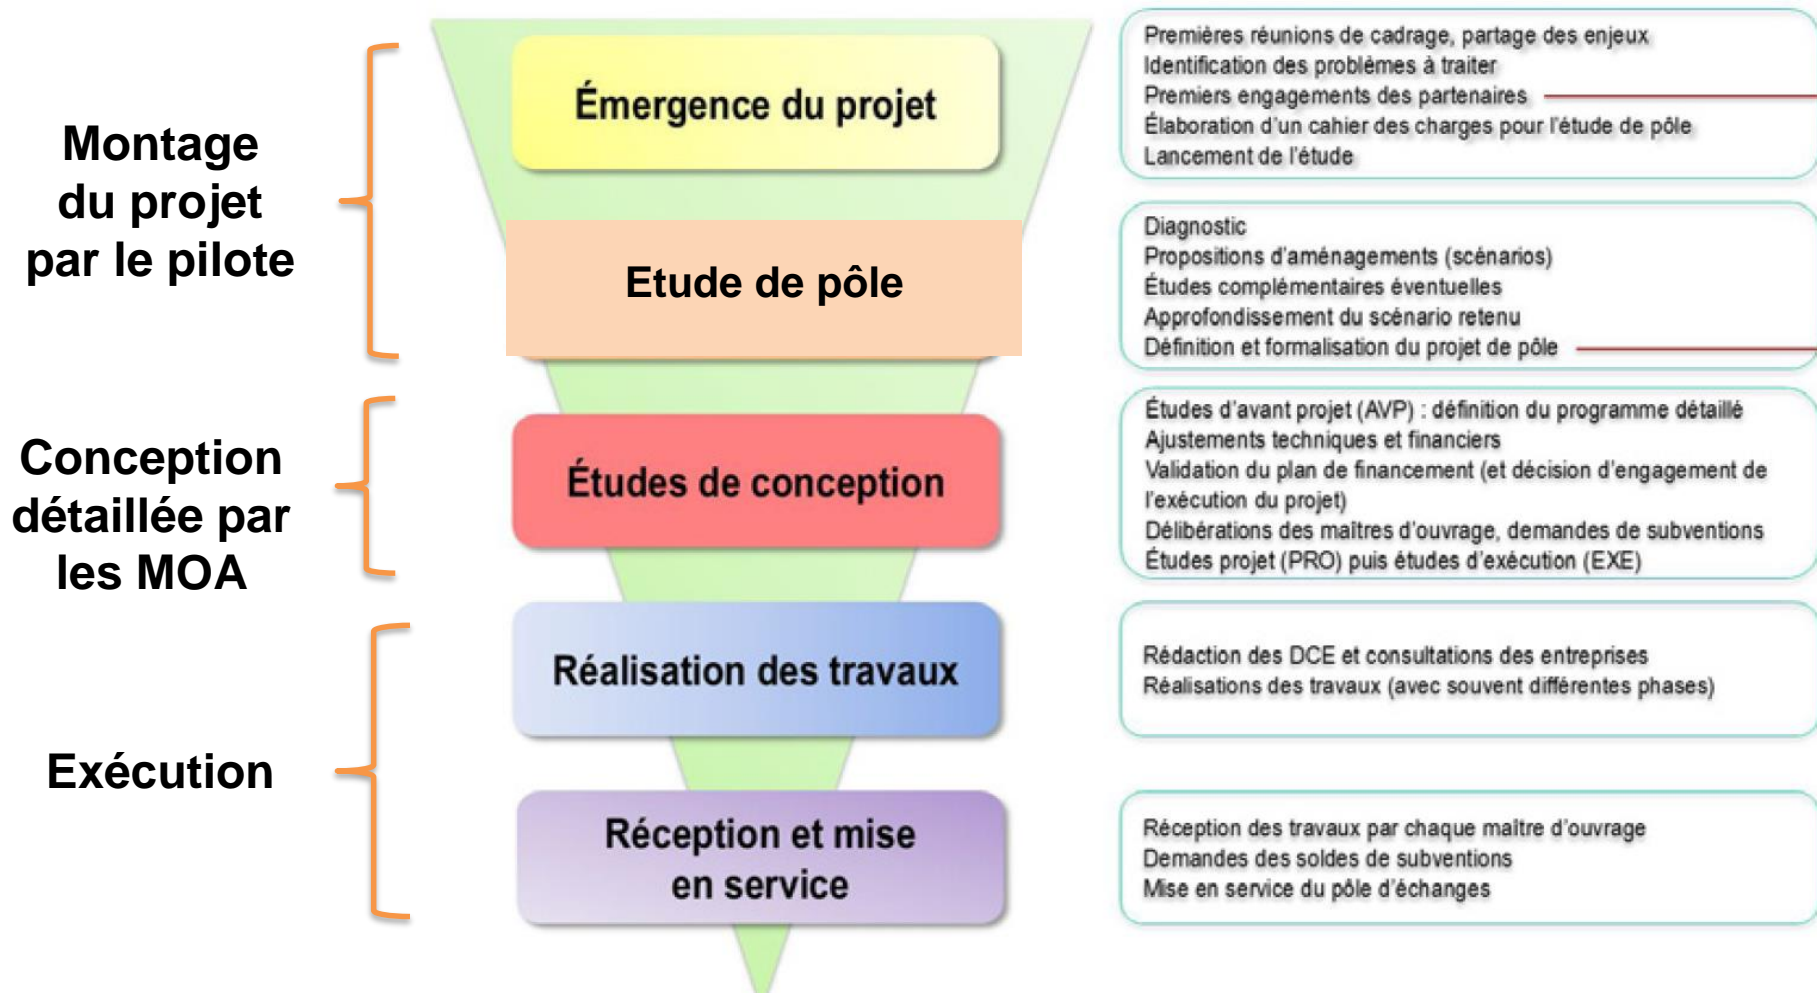 Montage
du projet
par le pilote
Émergence du projet
Premières réunions de cadrage, partage des enjeux
Identification des problèmes à traiter
Premiers engagements des partenaires
Élaboration d'un cahier des charges pour l'étude de pôle
Lancement de l'étude
Etude de pôle
Diagnostic
Propositions d'aménagements (scénarios)
Études complémentaires éventuelles
Approfondissement du scénario retenu
Définition et formalisation du projet de pôle
Conception
détaillée par
les MOA
Études de conception
Études d'avant projet (AVP) : définition du programme détaillé
Ajustements techniques et financiers
Validation du plan de financement (et décision d'engagement de
l'exécution du projet)
Délibérations des maîtres d'ouvrage, demandes de subventions
Études projet (PRO) puis études d'exécution (EXE)
Exécution
Réalisation des travaux
Rédaction des DCE et consultations des entreprises
Réalisations des travaux (avec souvent différentes phases)
Réception et mise
en service
Réception des travaux par chaque maître d'ouvrage
Demandes des soldes de subventions
Mise en service du pôle d'échanges